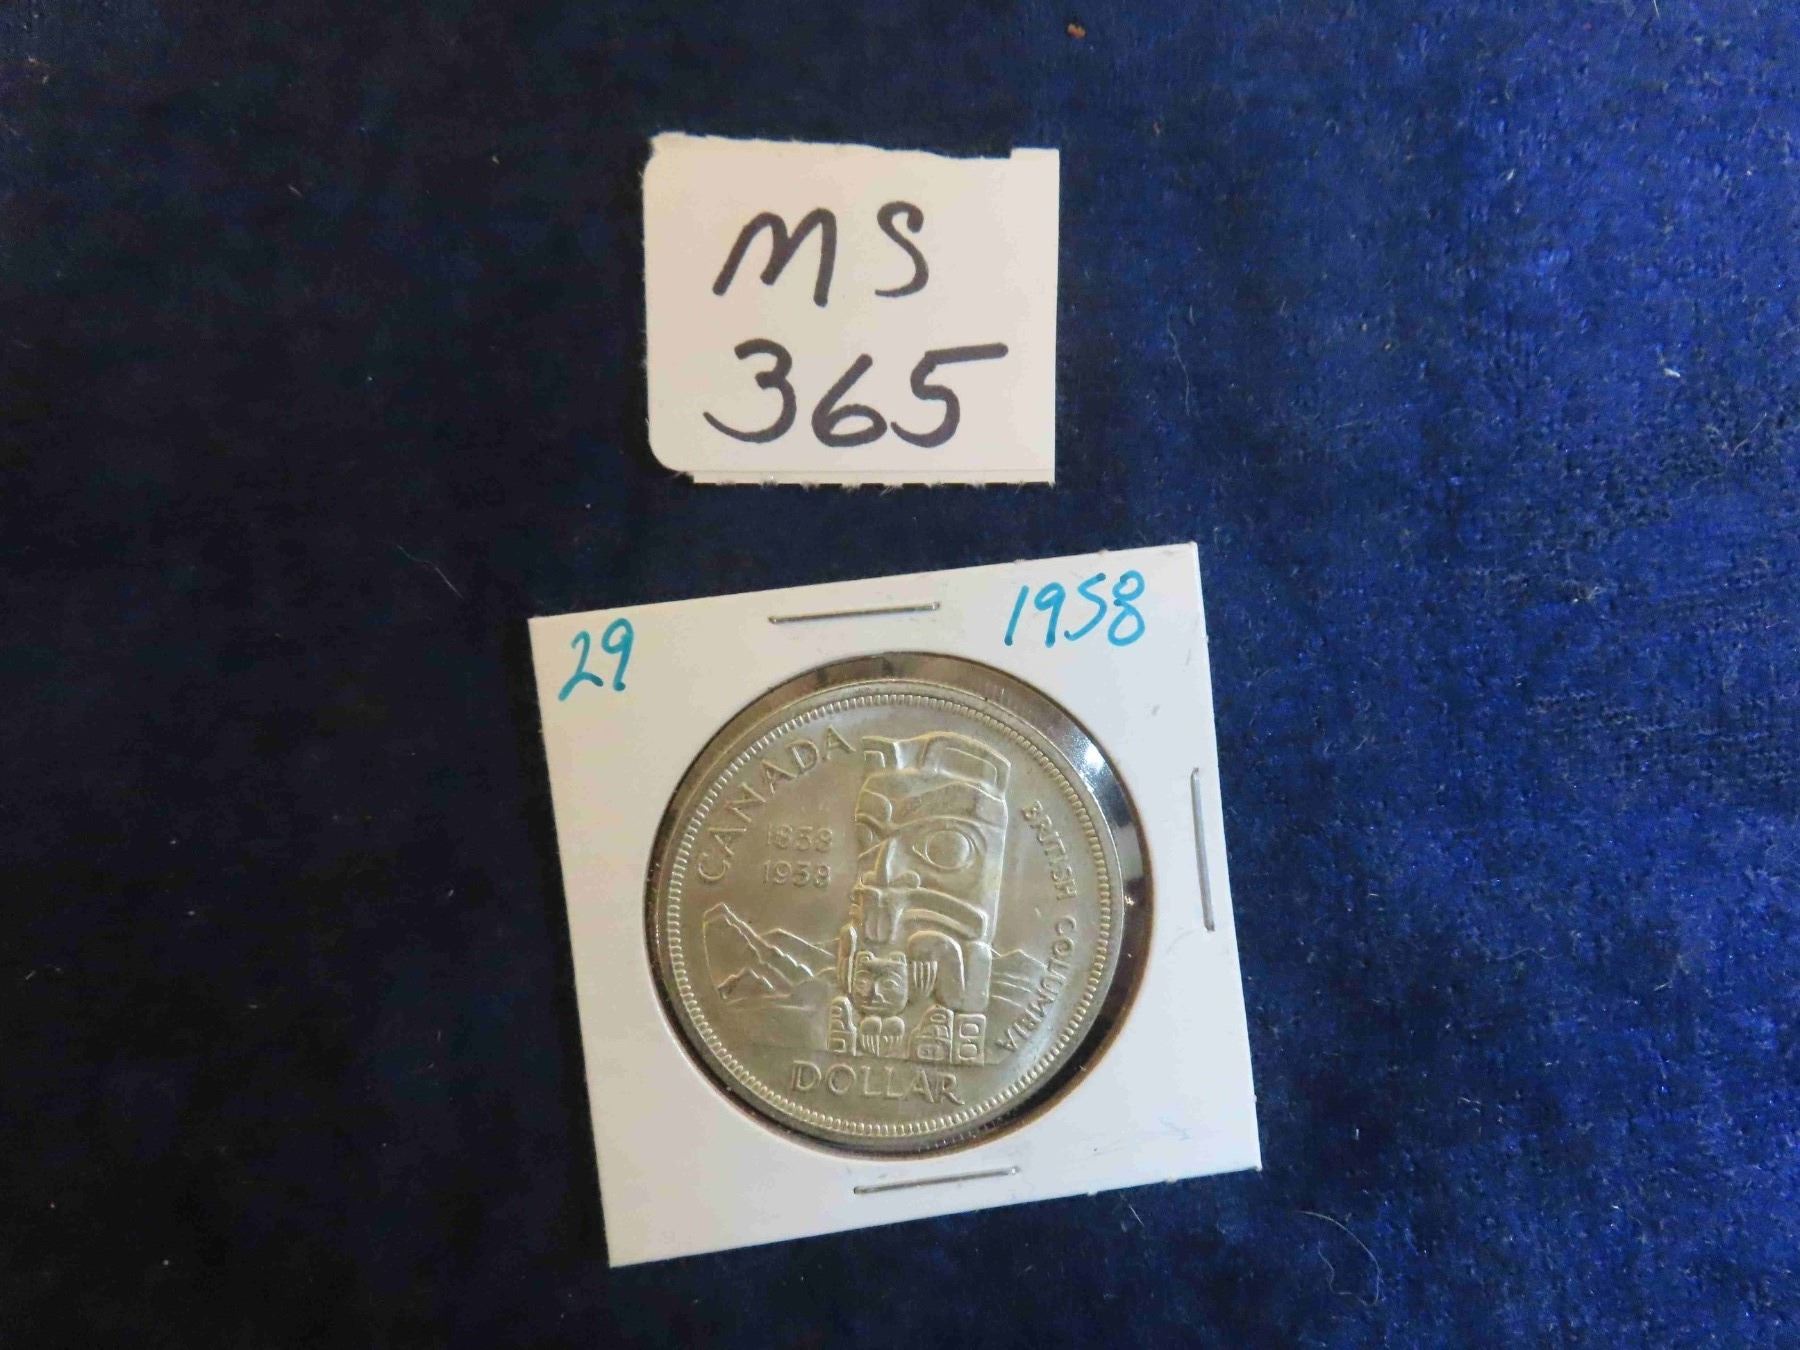 MS
365
29
1958
CANADA
1858
1958
BRITISH COLUMBIA
DOLLAR